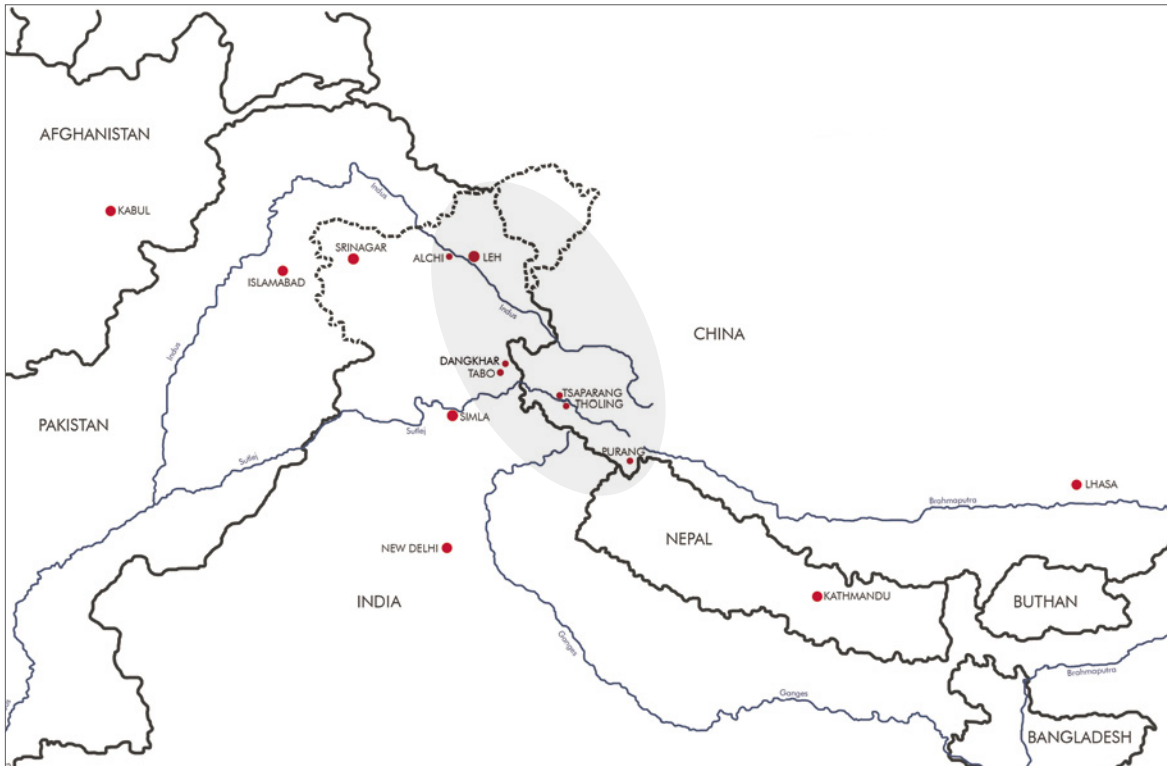 AFGHANISTAN
KABUL
Indus
SRINAGAR
ISLAMABAD
ALCHI
LEH
Indus
CHINA
Indus
DANGKHAR
TABO
TSAPARANG
THOLING
PAKISTAN
SIMLA
Sutlej
Sutlej
PURANG
LHASA
Brahmaputra
NEPAL
NEW DELHI
INDIA
KATHMANDU
BUTHAN
Ganges
Brahmaputra
Ganges
BANGLADESH